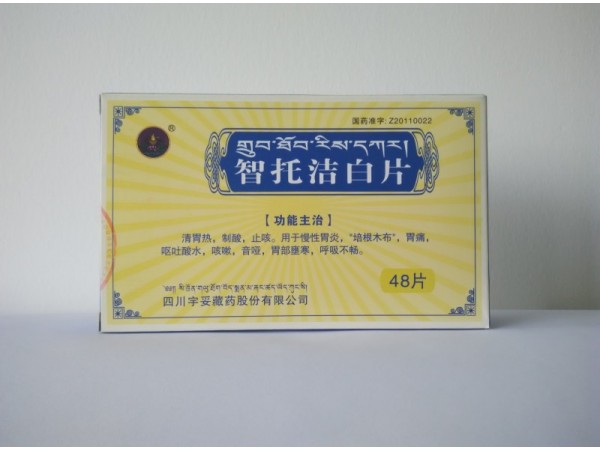 ®
国药准字: Z20110022
གྲུབ་ཐོབ་རིས་དཀར།
智托洁白片
【功能主治】
清胃热，制酸，止咳。用于慢性胃炎，"培根木布"，胃痛，
呕吐酸水，咳嗽，音哑，胃部壅塞，呼吸不畅。
48片
四川宇妥藏药股份有限公司